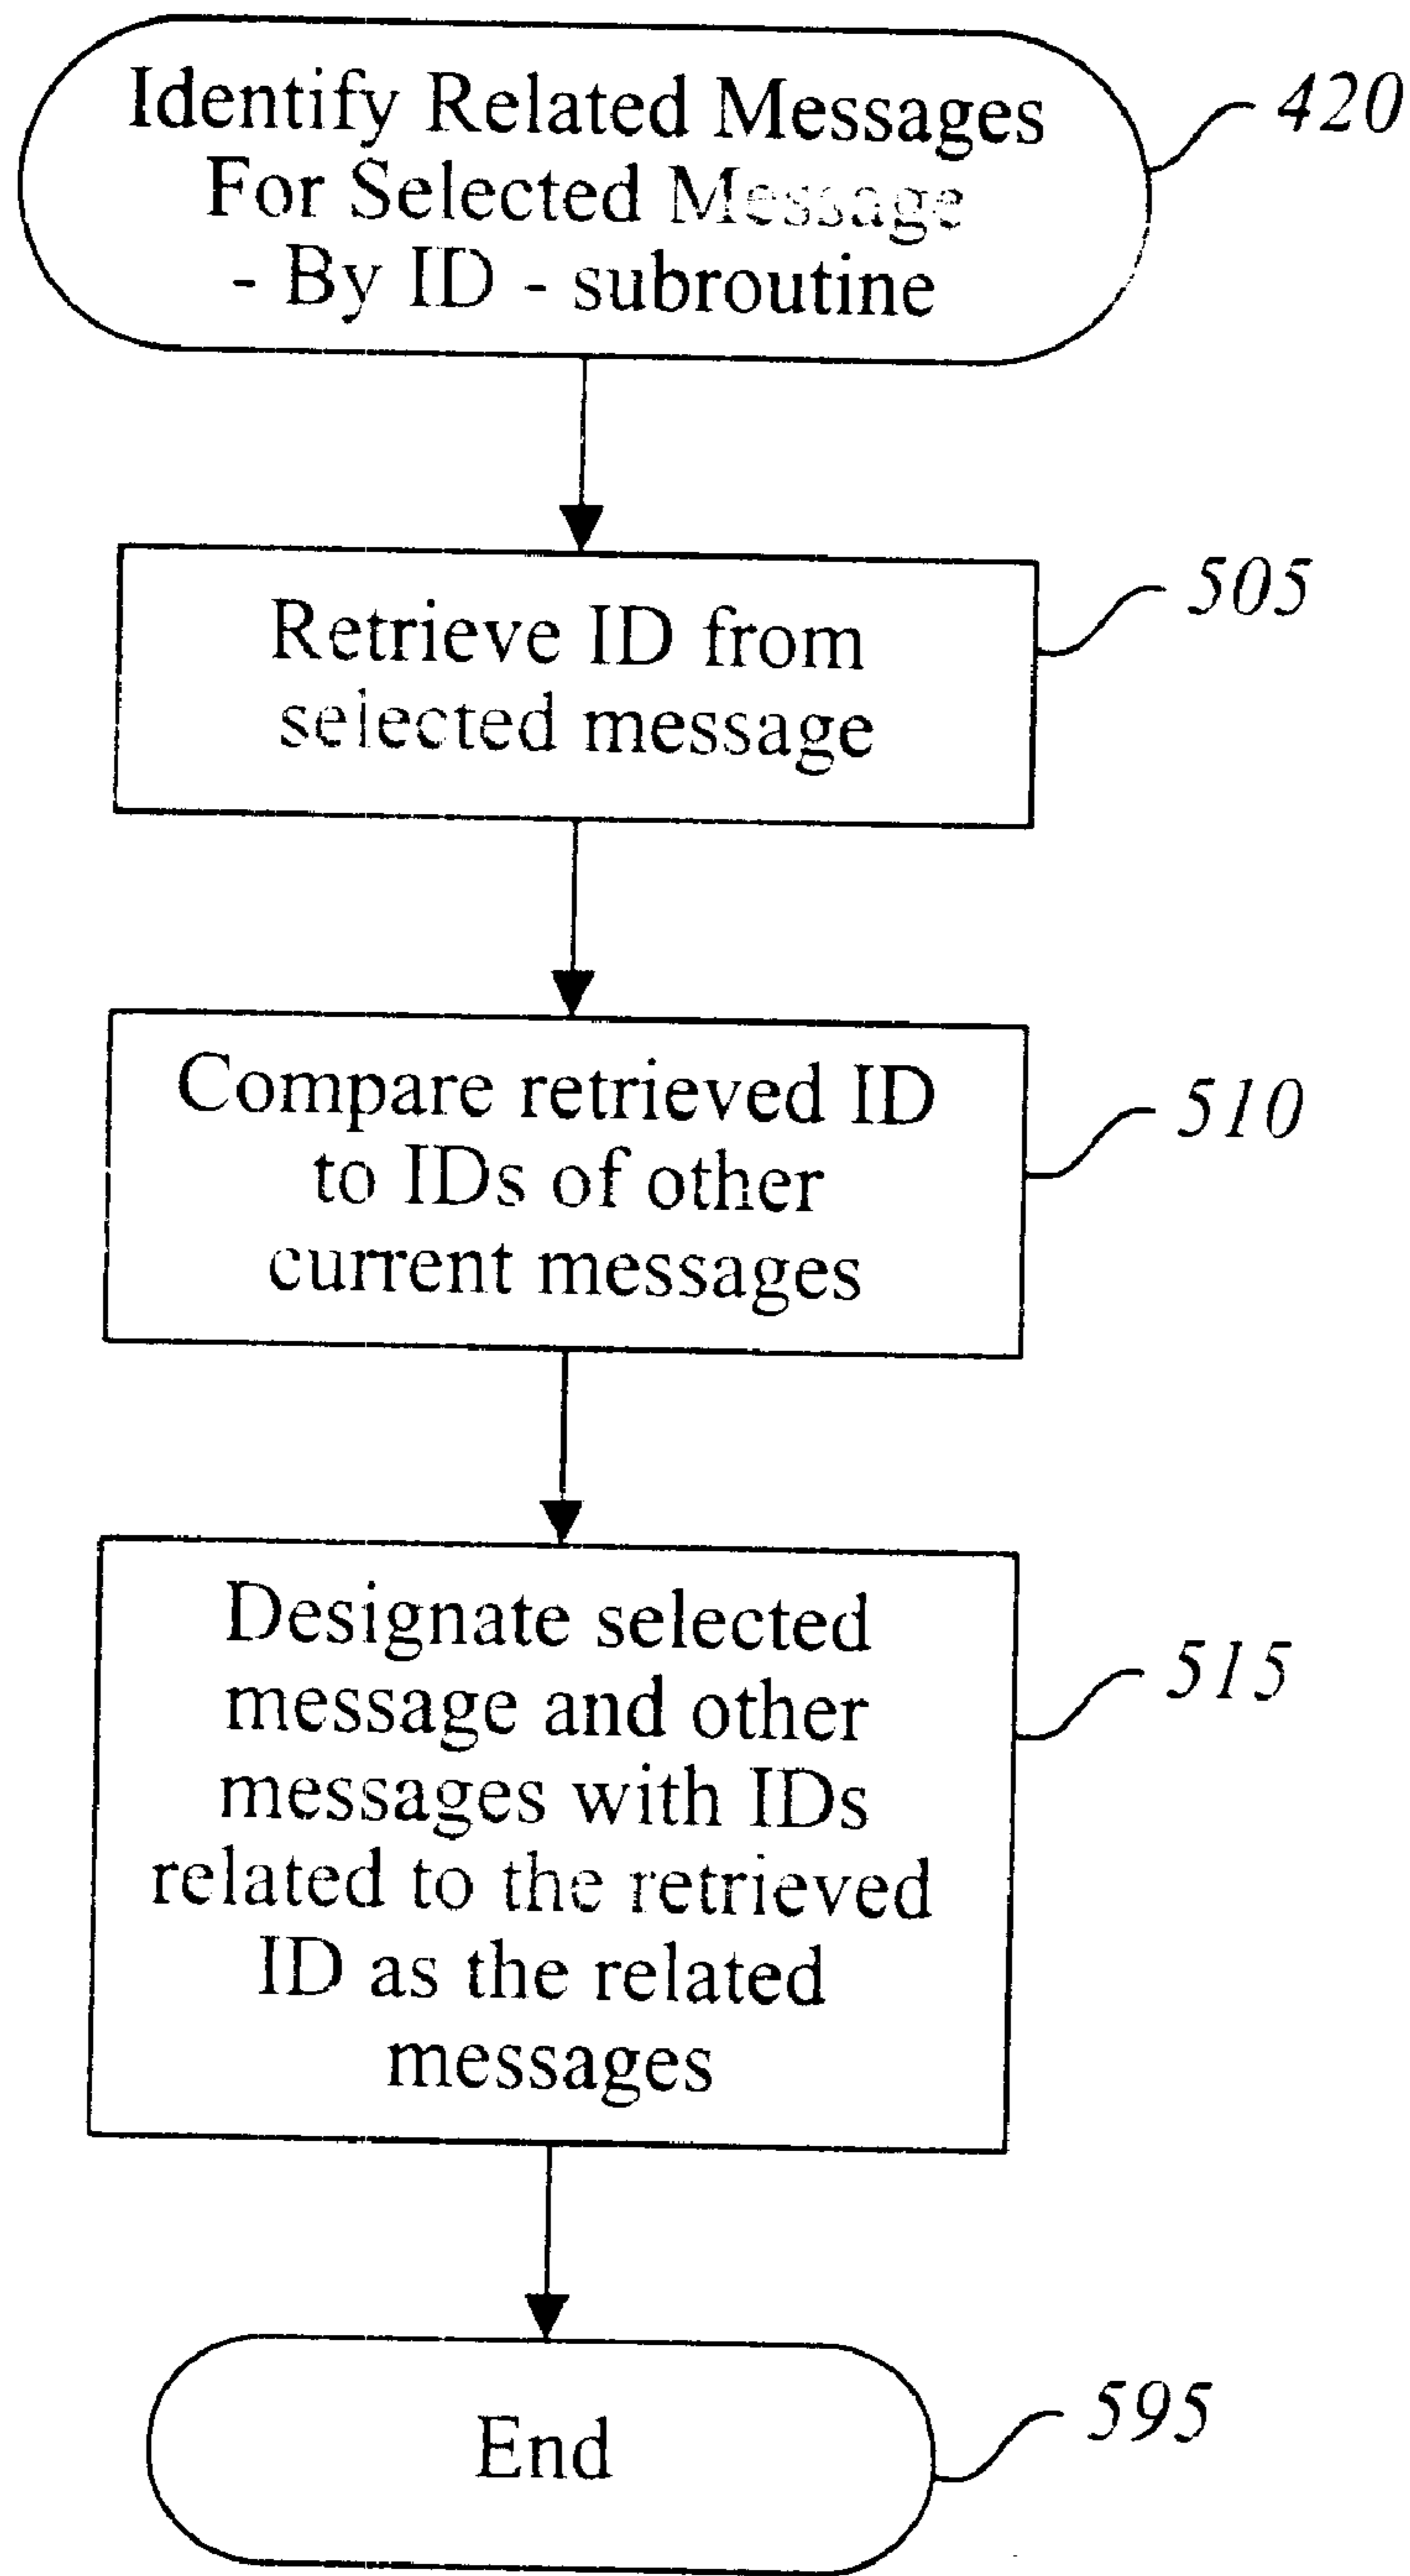 Identify Related Messages
For Selected Message
- By ID - subroutine
420
Retrieve ID from
selected message
505
Compare retrieved ID
to IDs of other
current messages
510
Designate selected
message and other
messages with IDs
related to the retrieved
ID as the related
messages
515
End
595